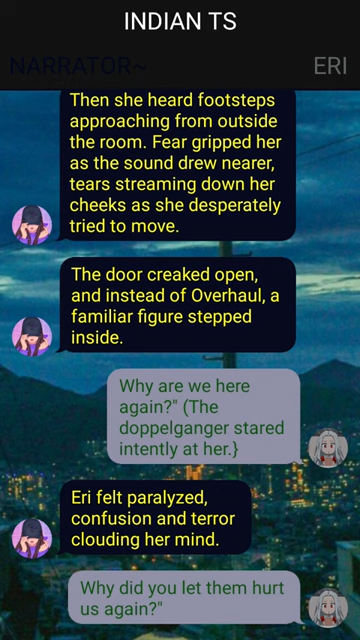 INDIAN TS
NARRATOR~
ERI
Then she heard footsteps
approaching from outside
the room. Fear gripped her
as the sound drew nearer,
tears streaming down her
cheeks as she desperately
tried to move.
The door creaked open,
and instead of Overhaul, a
familiar figure stepped
inside.
Why are we here
again?" (The
doppelganger stared
intently at her.}
Eri felt paralyzed,
confusion and terror
clouding her mind.
Why did you let them hurt
us again?"